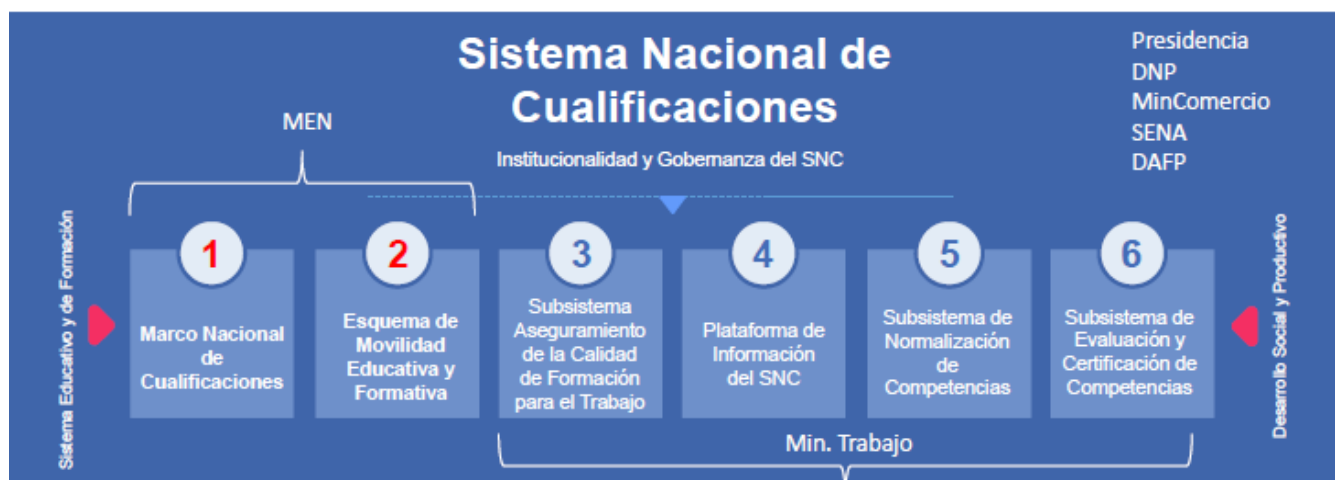 Sistema Nacional de
Cualificaciones
Institucionalidad y Gobernanza del SNC
Presidencia
DNP
MinComercio
SENA
DAFP
MEN
Sistema Educativo y de Formación
1
Marco Nacional
de
Cualificaciones
2
Esquema de
Movilidad
Educativa y
Formativa
3
Subsistema
Aseguramiento
de la Calidad
de Formación
para el Trabajo
4
Plataforma de
Información
del SNC
5
Subsistema de
Normalización
de
Competencias
6
Subsistema de
Evaluación y
Certificación de
Competencias
Desarrollo Social y Productivo
Min. Trabajo